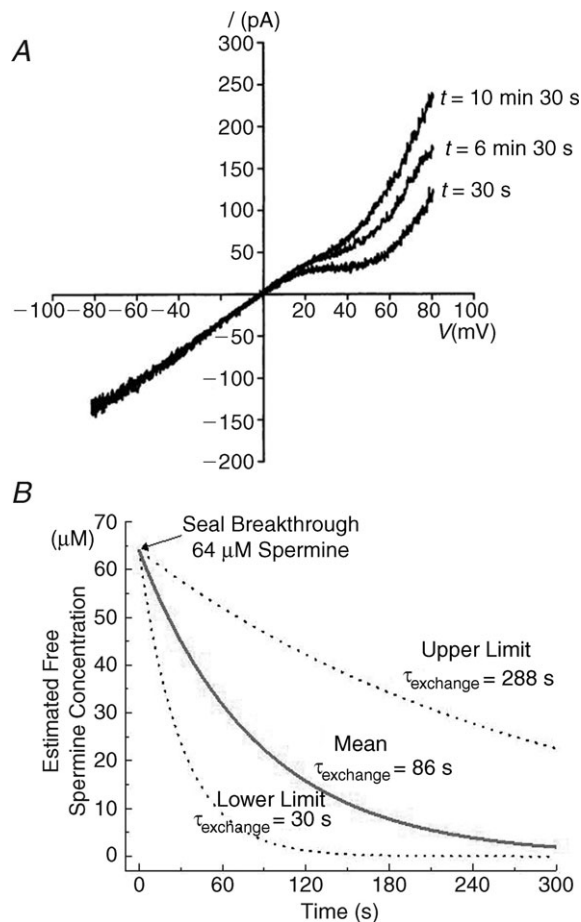 A
I (pA)
300
250
200
150
100
50
t = 10 min 30 s
t = 6 min 30 s
t = 30 s
−100 −80 −60 −40 −20 20 40 60 80 100
V(mV)
−50
−100
−150
−200
B
70
(μM)
60
50
40
30
20
10
0
Estimated Free
Spermine Concentration
Seal Breakthrough
64 μM Spermine
Upper Limit
τexchange = 288 s
Mean
τexchange = 86 s
Lower Limit
τexchange = 30 s
0 60 120 180 240 300
Time (s)